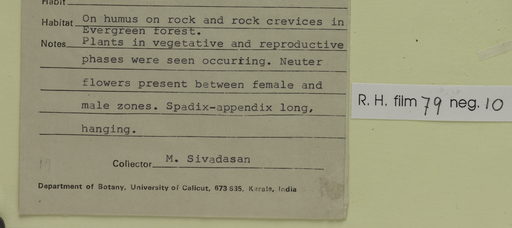 Habit
Habitat On humus on rock and rock crevices in
Evergreen forest.
Notes Plants in vegetative and reproductive
phases were seen occurring. Neuter
flowers present between female and
male zones. Spadix-appendix long,
hanging.
Collector M. Sivadasan
Department of Botany, University of Calicut, 673 635, Kerala, India
R. H. film 79 neg. 10